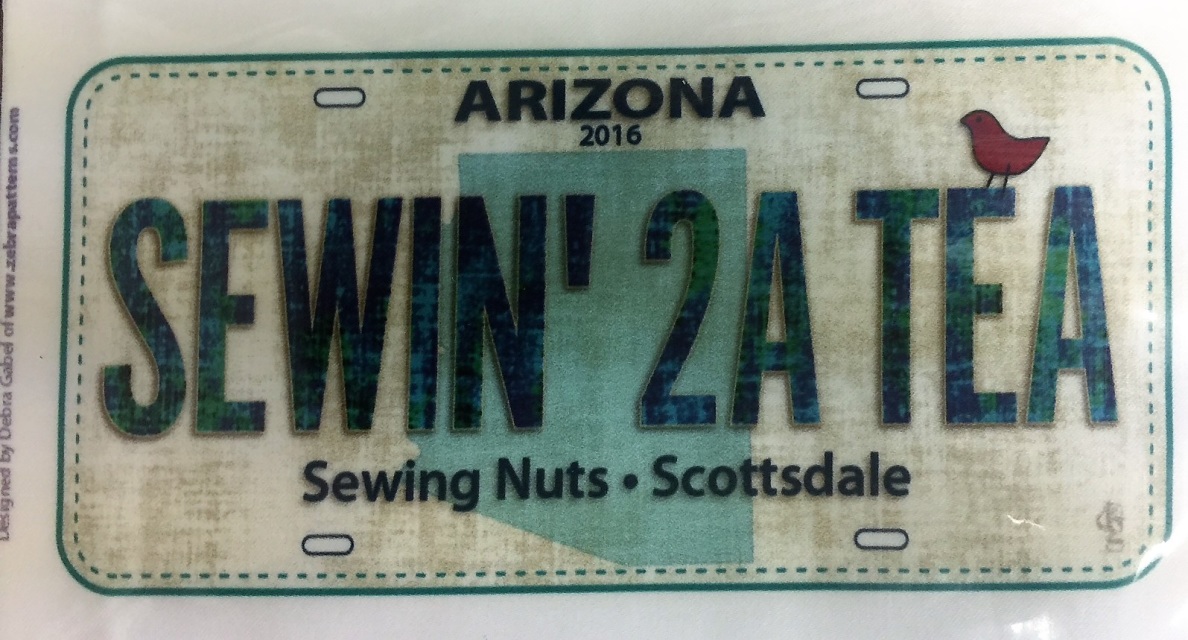 ARIZONA
2016
SEWIN' 2A TEA
Sewing Nuts • Scottsdale
Designed by Debra Gabel of www.zebrapatterns.com